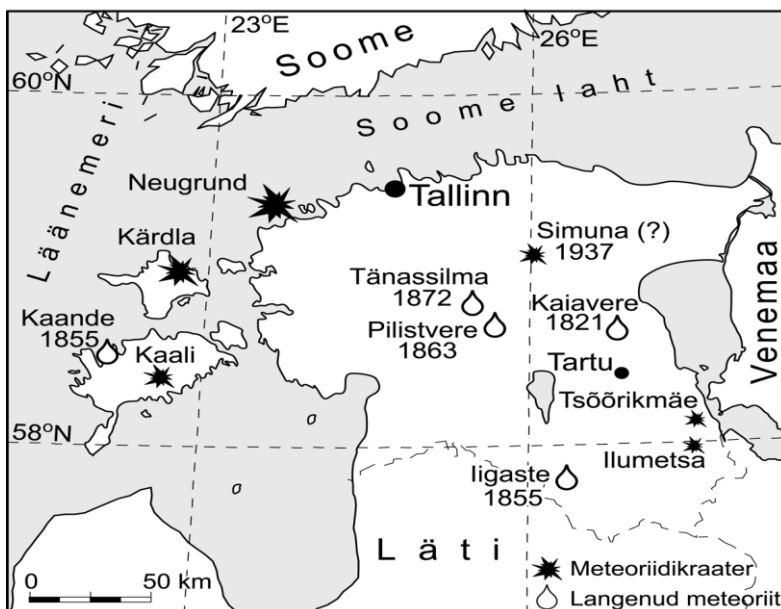 23°E
26°E
Soome
60°N
Soome laht
Läänemeri
Neugrund
Tallinn
Kärdla
Simuna (?)
1937
Venemaa
Tänassilma
1872
Kaiavere
1821
Kaande
1855
Pilistvere
1863
Kaali
Tartu
Tsõõrikmäe
58°N
Ilumetsa
Iigaste
1855
Läti
0 50 km
Meteoriidikraater
Langenud meteoriit